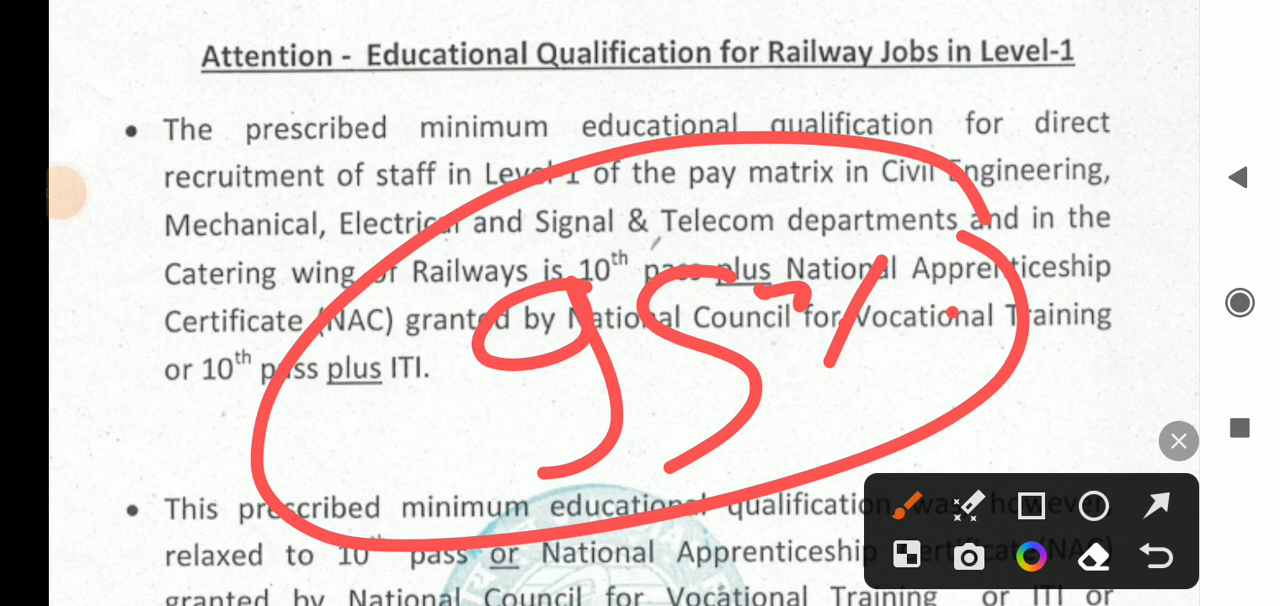 Attention - Educational Qualification for Railway Jobs in Level-1
• The prescribed minimum educational qualification for direct
recruitment of staff in Level-1 of the pay matrix in Civil Engineering,
Mechanical, Electrical and Signal & Telecom departments and in the
Catering wing of Railways is 10th pass plus National Apprenticeship
Certificate (NAC) granted by National Council for Vocational Training
or 10th pass plus ITI.
95%
• This prescribed minimum educational qualification was however,
relaxed to 10th pass or National Apprenticeship Certificate (NAC)
granted by National Council for Vocational Training or ITI or